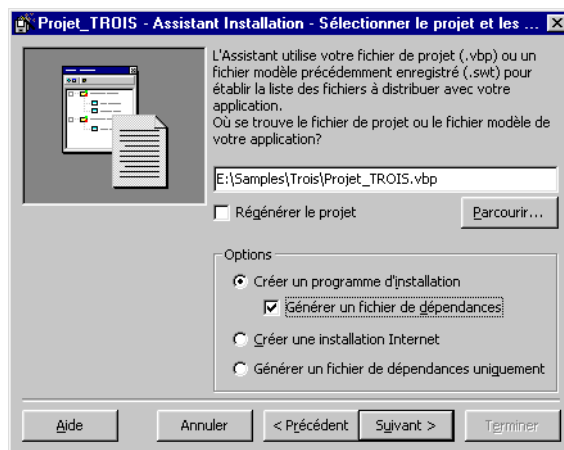 Projet_TROIS - Assistant Installation - Sélectionner le projet et les ...
L'Assistant utilise votre fichier de projet (.vbp) ou un
fichier modèle précédemment enregistré (.swt) pour
établir la liste des fichiers à distribuer avec votre
application.
Où se trouve le fichier de projet ou le fichier modèle de
votre application?
E:\Samples\Trois\Projet_TROIS.vbp
Régénérer le projet
Parcourir...
Options
Créer un programme d'installation
Générer un fichier de dépendances
Créer une installation Internet
Générer un fichier de dépendances uniquement
Aide
Annuler
< Précédent
Suivant >
Terminer